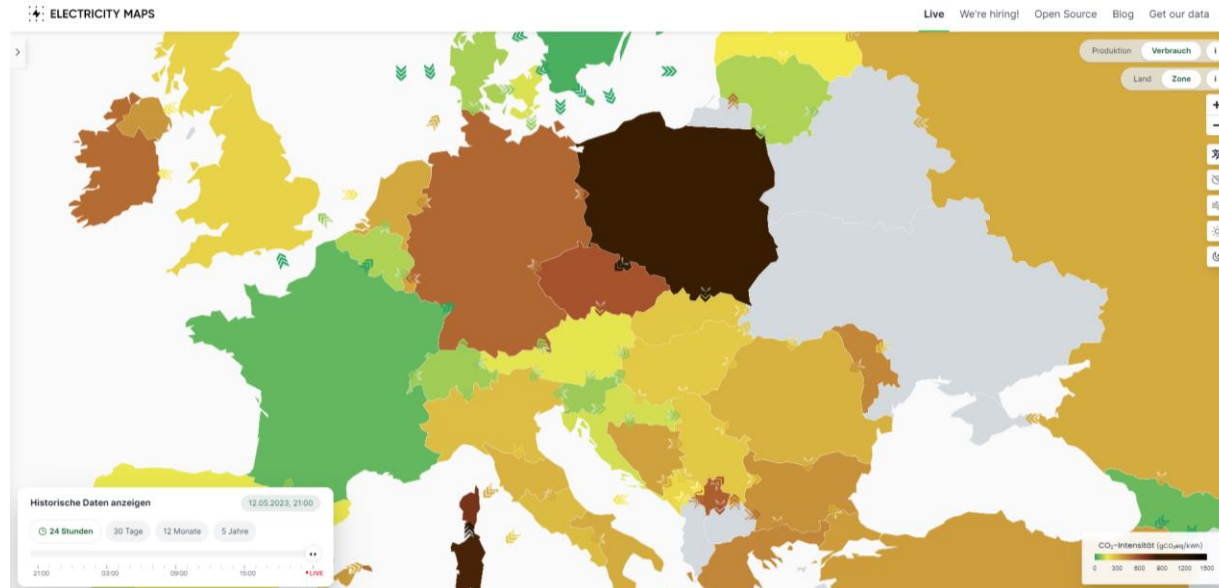 ELECTRICITY MAPS
Live We're hiring! Open Source Blog Get our data
Produktion Verbrauch i
Land Zone i
+
−
Historische Daten anzeigen
12.05.2023, 21:00
24 Stunden 30 Tage 12 Monate 5 Jahre
21:00 03:00 09:00 15:00 LIVE
CO₂-Intensität (gCO₂eq/kWh)
0 300 600 900 1200 1500